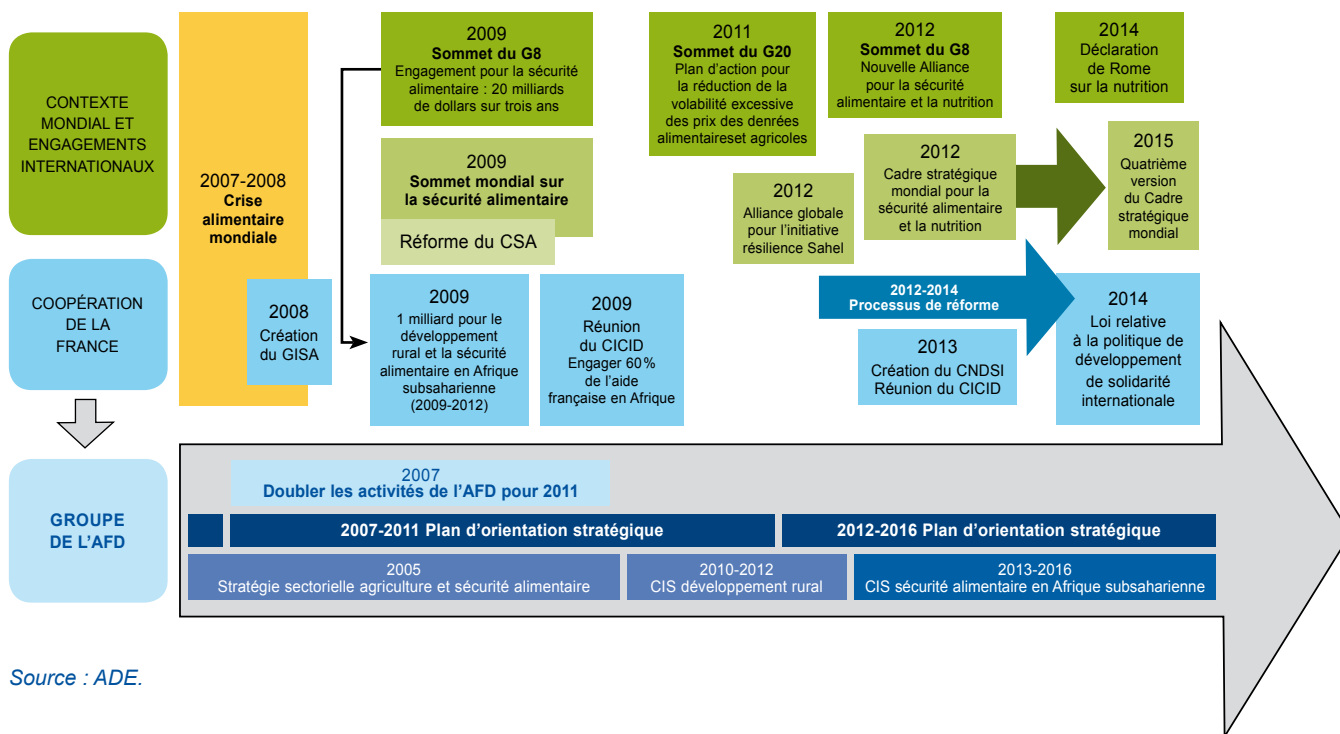 CONTEXTE
MONDIAL ET
ENGAGEMENTS
INTERNATIONAUX
2007-2008
Crise
alimentaire
mondiale
2009
Sommet du G8
Engagement pour la sécurité
alimentaire : 20 milliards
de dollars sur trois ans
2009
Sommet mondial sur
la sécurité alimentaire
Réforme du CSA
2011
Sommet du G20
Plan d’action pour
la réduction de la
volabilité excessive
des prix des denrées
alimentaireset agricoles
2012
Sommet du G8
Nouvelle Alliance
pour la sécurité
alimentaire et la nutrition
2014
Déclaration
de Rome
sur la nutrition
2012
Alliance globale
pour l’initiative
résilience Sahel
2012
Cadre stratégique
mondial pour la
sécurité alimentaire
et la nutrition
2015
Quatrième
version
du Cadre
stratégique
mondial
COOPÉRATION
DE LA
FRANCE
2008
Création
du GISA
2009
1 milliard pour le
développement
rural et la sécurité
alimentaire en Afrique
subsaharienne
(2009-2012)
2009
Réunion
du CICID
Engager 60 %
de l’aide
française en Afrique
2012-2014
Processus de réforme
2013
Création du CNDSI
Réunion du CICID
2014
Loi relative
à la politique de
développement
de solidarité
internationale
GROUPE
DE L’AFD
2007
Doubler les activités de l’AFD pour 2011
2007-2011 Plan d’orientation stratégique
2012-2016 Plan d’orientation stratégique
2005
Stratégie sectorielle agriculture et sécurité alimentaire
2010-2012
CIS développement rural
2013-2016
CIS sécurité alimentaire en Afrique subsaharienne
Source : ADE.